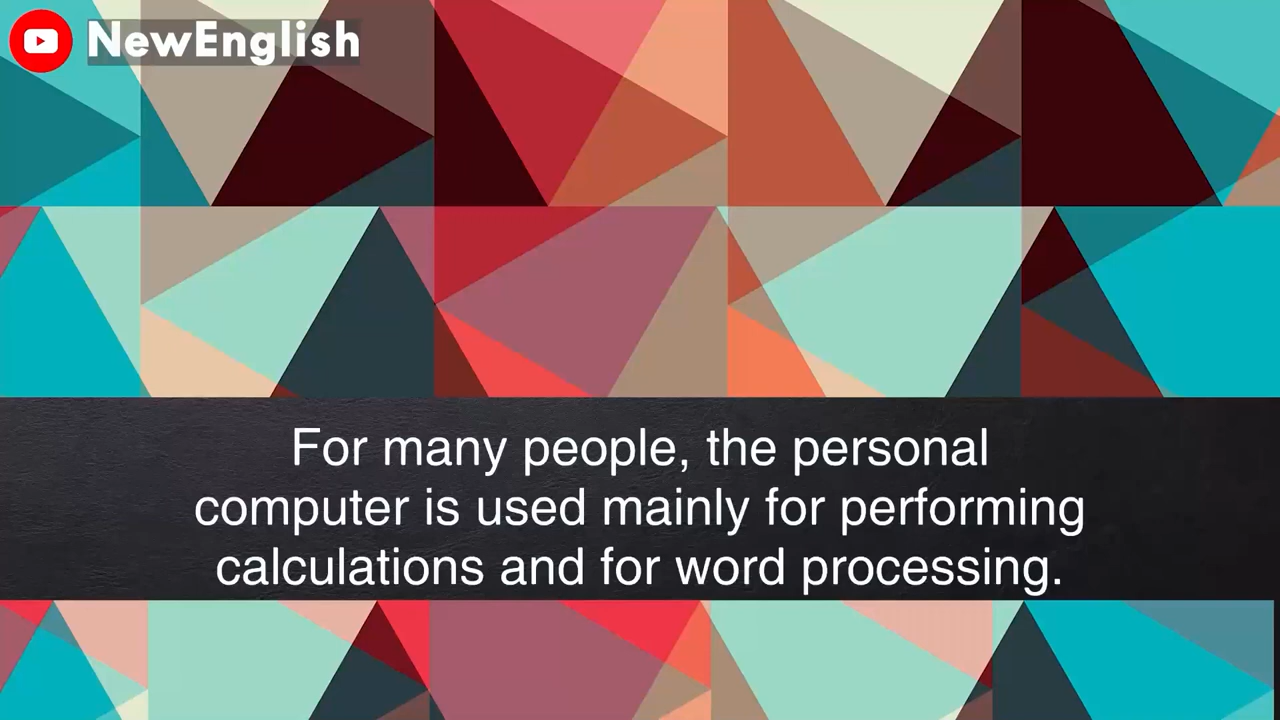 NewEnglish
For many people, the personal
computer is used mainly for performing
calculations and for word processing.